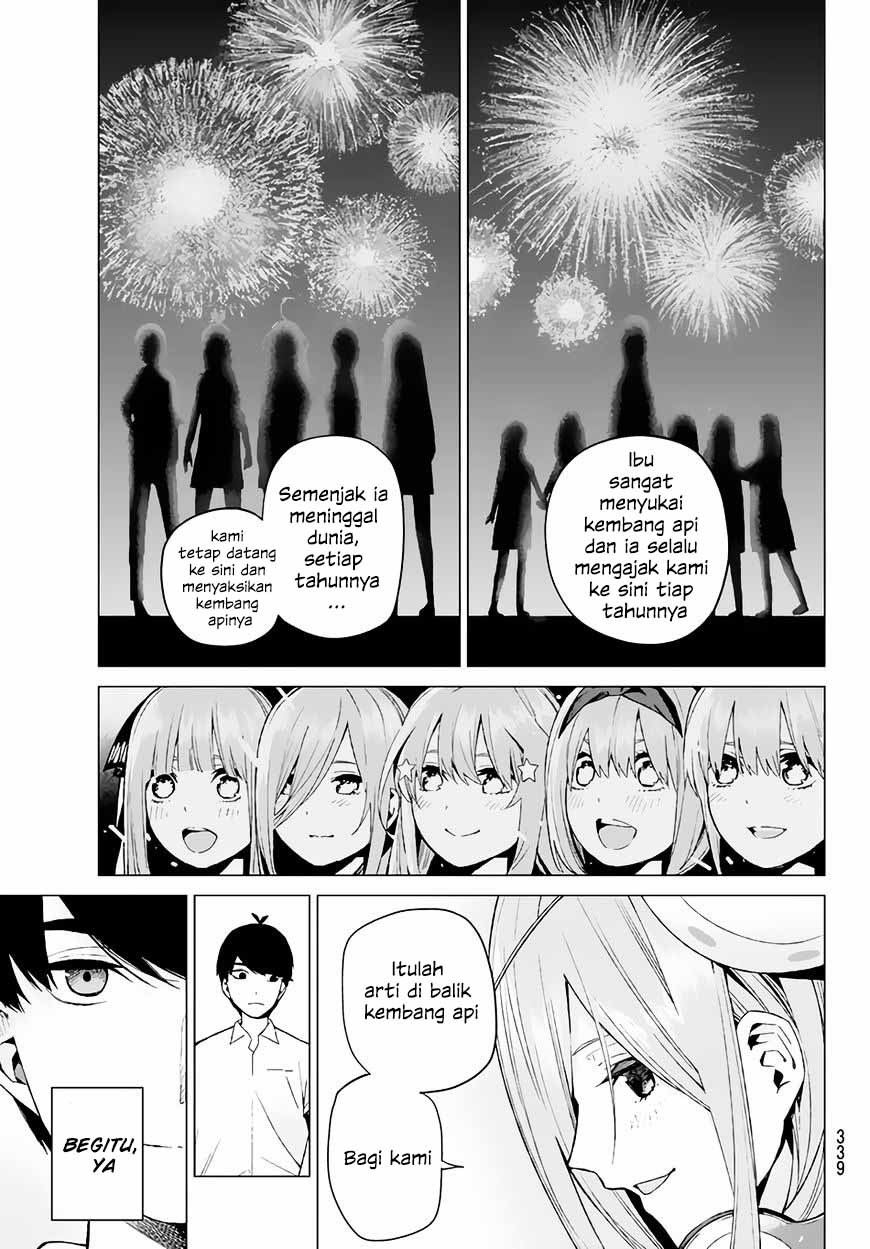 Ibu
sangat
menyukai
kembang api
dan ia selalu
mengajak kami
ke sini tiap
tahunnya
Semenjak ia
meninggal
dunia,
setiap
tahunnya
...
kami
tetap datang
ke sini dan
menyaksikan
kembang
apinya
Itulah
arti di balik
kembang api
Bagi kami
BEGITU,
YA
339